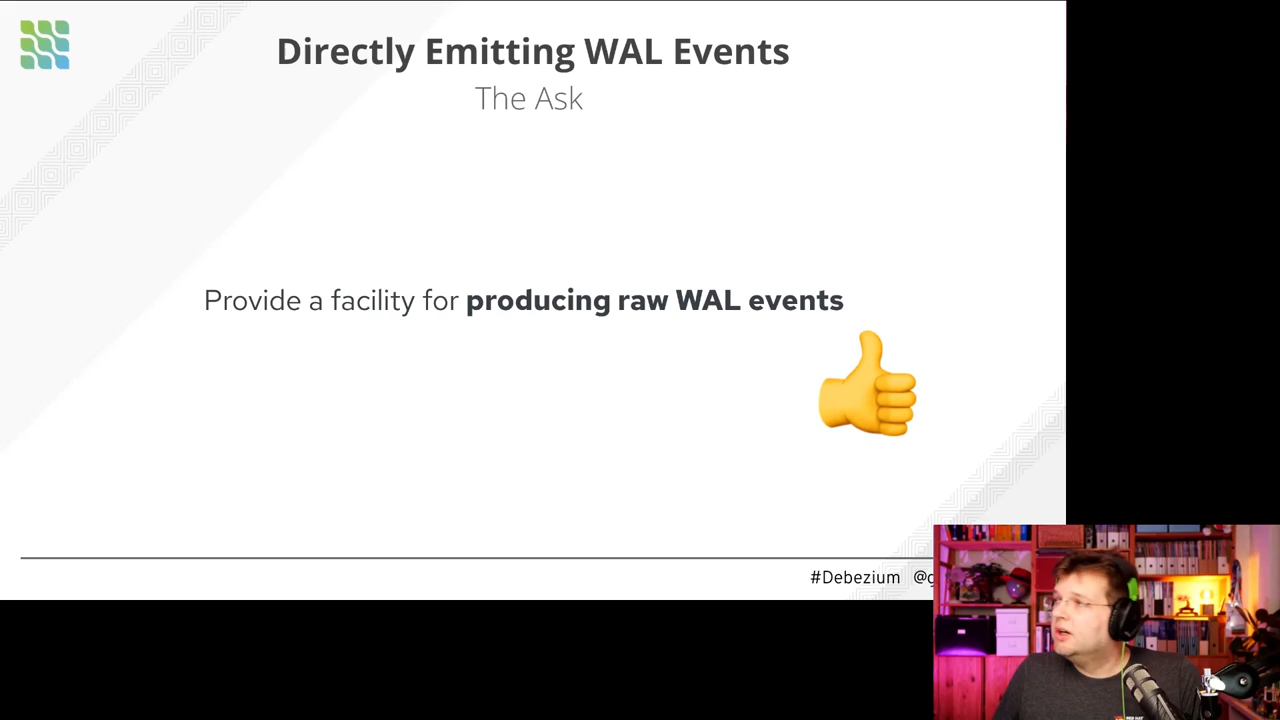 Directly Emitting WAL Events
The Ask
Provide a facility for producing raw WAL events
#Debezium @g